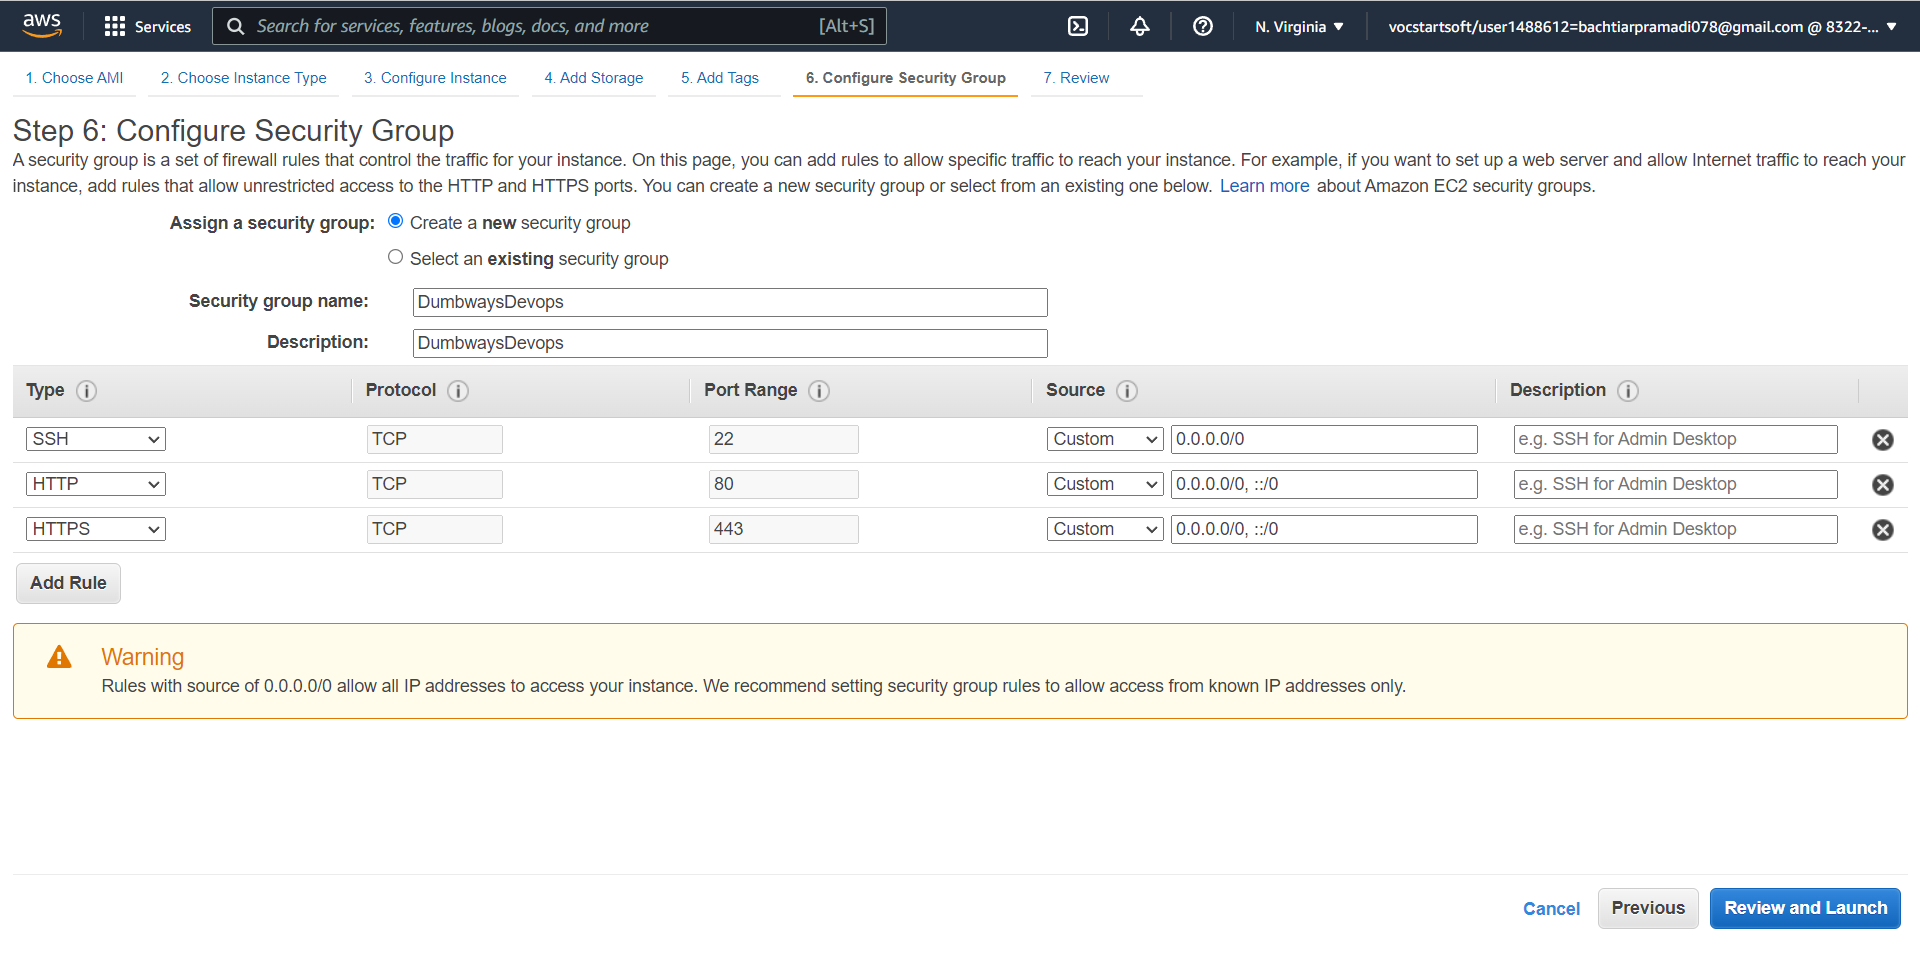 aws Services Search for services, features, blogs, docs, and more [Alt+S] N. Virginia vocstartsoft/user1488612=bachtiarpramadi078@gmail.com @ 8322-...
1. Choose AMI 2. Choose Instance Type 3. Configure Instance 4. Add Storage 5. Add Tags 6. Configure Security Group 7. Review
Step 6: Configure Security Group
A security group is a set of firewall rules that control the traffic for your instance. On this page, you can add rules to allow specific traffic to reach your instance. For example, if you want to set up a web server and allow Internet traffic to reach your
instance, add rules that allow unrestricted access to the HTTP and HTTPS ports. You can create a new security group or select from an existing one below. Learn more about Amazon EC2 security groups.
Assign a security group: Create a new security group
Select an existing security group
Security group name: DumbwaysDevops
Description: DumbwaysDevops
Type Protocol Port Range Source Description
SSH TCP 22 Custom 0.0.0.0/0 e.g. SSH for Admin Desktop
HTTP TCP 80 Custom 0.0.0.0/0, ::/0 e.g. SSH for Admin Desktop
HTTPS TCP 443 Custom 0.0.0.0/0, ::/0 e.g. SSH for Admin Desktop
Add Rule
Warning
Rules with source of 0.0.0.0/0 allow all IP addresses to access your instance. We recommend setting security group rules to allow access from known IP addresses only.
Cancel Previous Review and Launch